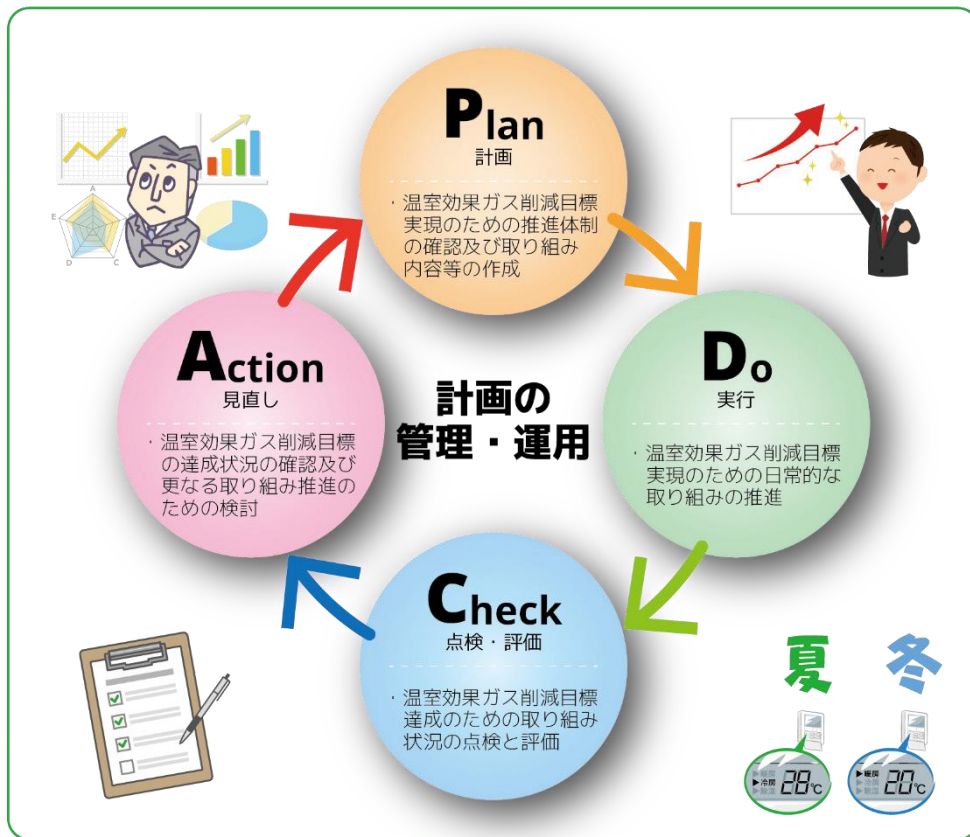 Plan
計画
・温室効果ガス削減目標
実現のための推進体制
の確認及び取り組み
内容等の作成
A
E
D
C
Action
見直し
・温室効果ガス削減目標
の達成状況の確認及び
更なる取り組み推進の
ための検討
計画の
管理・運用
Do
実行
・温室効果ガス削減目標
実現のための日常的な
取り組みの推進
Check
点検・評価
・温室効果ガス削減目標
達成のための取り組み
状況の点検と評価
夏
▶暖房
▶冷房
▶除湿
28℃
冬
▶暖房
▶冷房
▶除湿
20℃